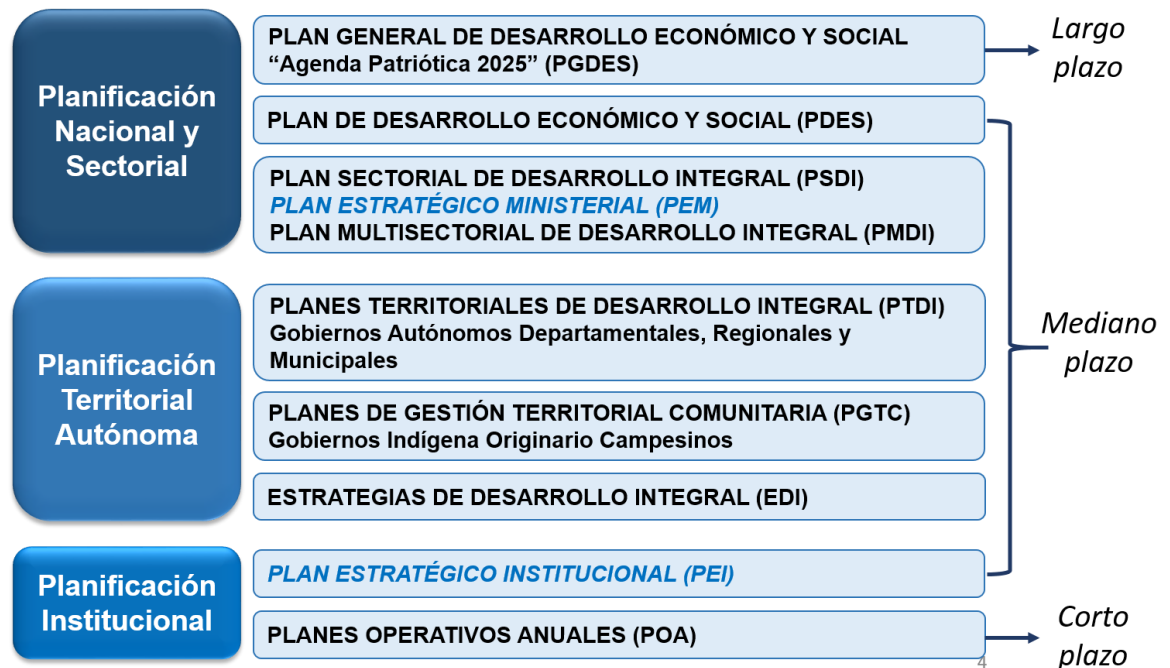 Planificación
Nacional y
Sectorial
PLAN GENERAL DE DESARROLLO ECONÓMICO Y SOCIAL
“Agenda Patriótica 2025” (PGDES)
Largo
plazo
PLAN DE DESARROLLO ECONÓMICO Y SOCIAL (PDES)
PLAN SECTORIAL DE DESARROLLO INTEGRAL (PSDI)
PLAN ESTRATÉGICO MINISTERIAL (PEM)
PLAN MULTISECTORIAL DE DESARROLLO INTEGRAL (PMDI)
Planificación
Territorial
Autónoma
PLANES TERRITORIALES DE DESARROLLO INTEGRAL (PTDI)
Gobiernos Autónomos Departamentales, Regionales y
Municipales
Mediano
plazo
PLANES DE GESTIÓN TERRITORIAL COMUNITARIA (PGTC)
Gobiernos Indígena Originario Campesinos
ESTRATEGIAS DE DESARROLLO INTEGRAL (EDI)
Planificación
Institucional
PLAN ESTRATÉGICO INSTITUCIONAL (PEI)
PLANES OPERATIVOS ANUALES (POA)
Corto
plazo
4